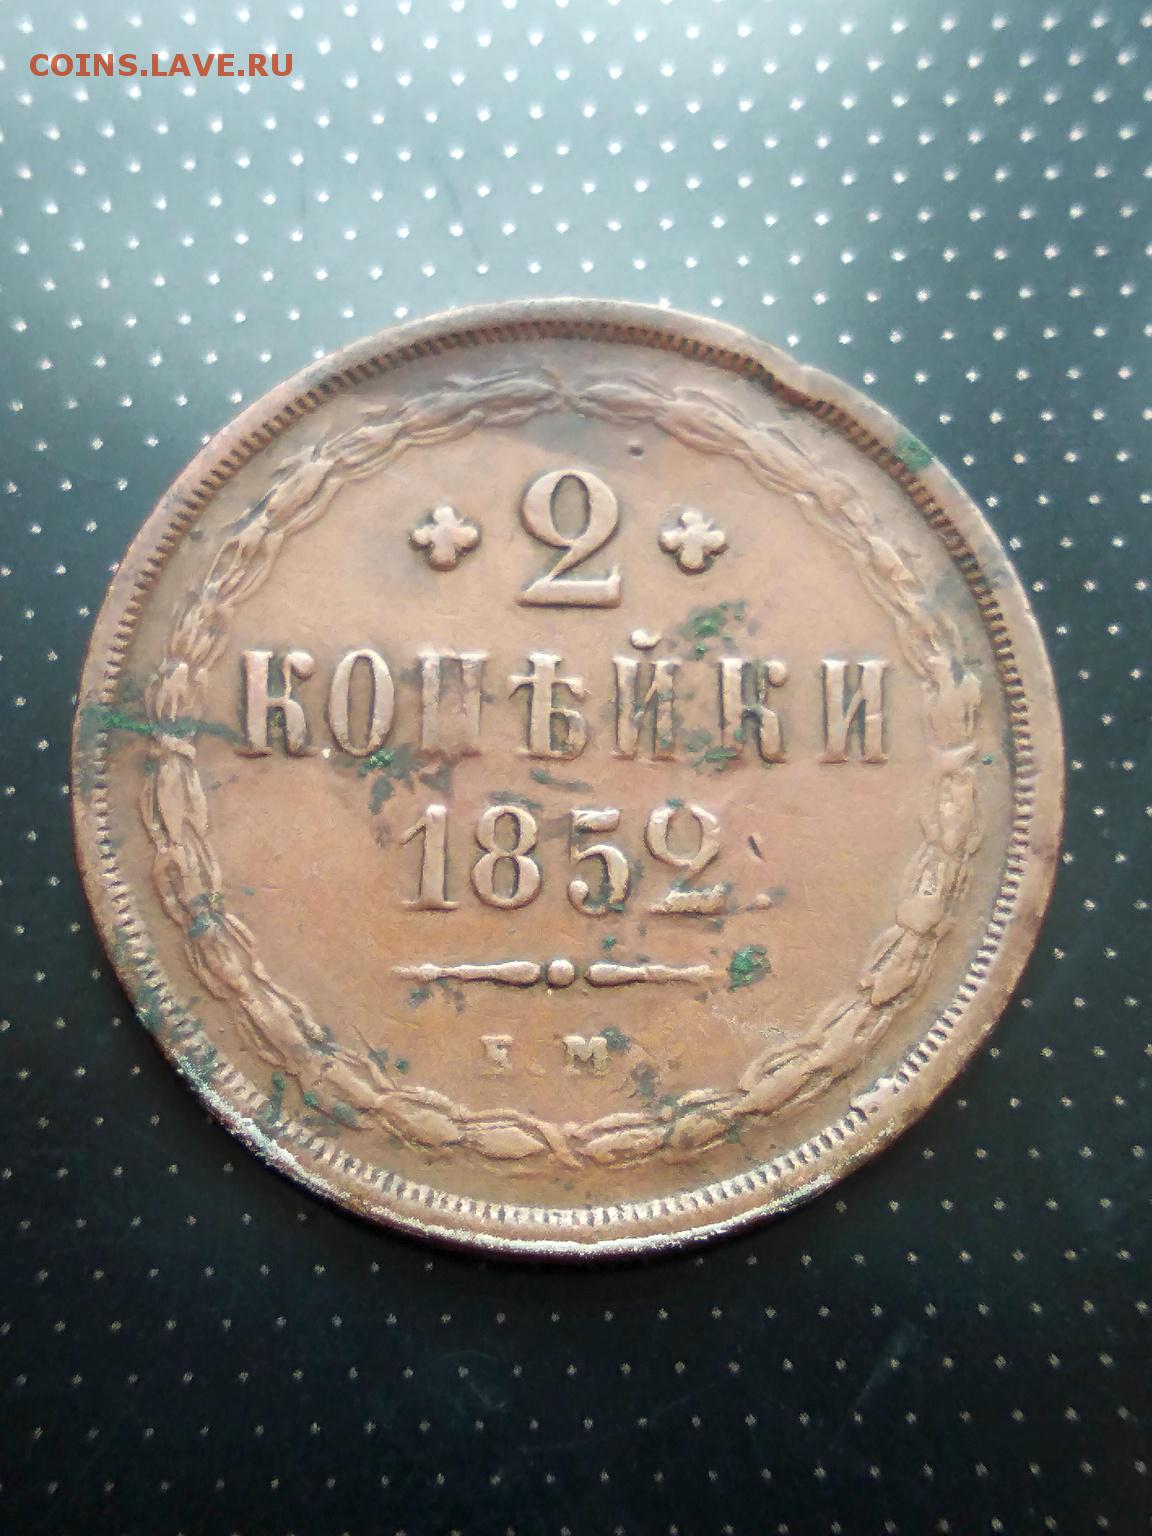 COINS.LAVE.RU
2
КОПѢЙКИ
1852
Е.М